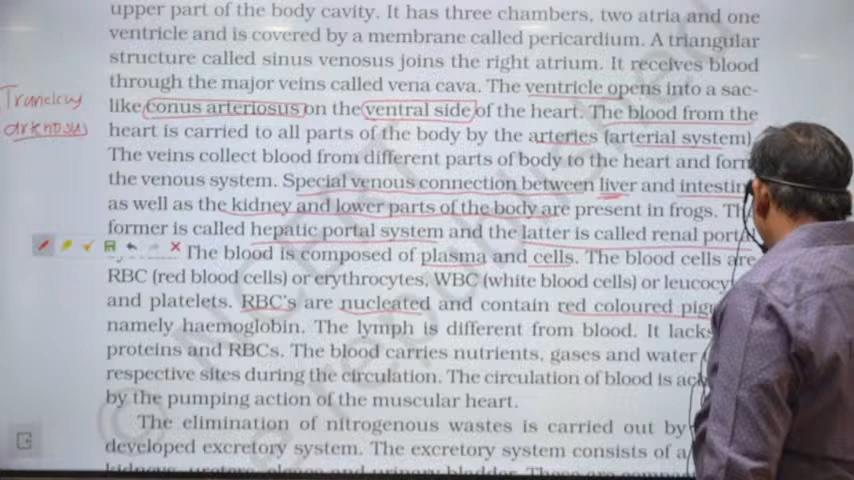 upper part of the body cavity. It has three chambers, two atria and one
ventricle and is covered by a membrane called pericardium. A triangular
structure called sinus venosus joins the right atrium. It receives blood
through the major veins called vena cava. The ventricle opens into a sac-
like conus arteriosus on the ventral side of the heart. The blood from the
heart is carried to all parts of the body by the arteries (arterial system).
The veins collect blood from different parts of body to the heart and form
the venous system. Special venous connection between liver and intestin
as well as the kidney and lower parts of the body are present in frogs. Th
former is called hepatic portal system and the latter is called renal portal
The blood is composed of plasma and cells. The blood cells are
RBC (red blood cells) or erythrocytes, WBC (white blood cells) or leucocy
and platelets. RBC's are nucleated and contain red coloured pig
namely haemoglobin. The lymph is different from blood. It lacks
proteins and RBCs. The blood carries nutrients, gases and water
respective sites during the circulation. The circulation of blood is ac
by the pumping action of the muscular heart.
The elimination of nitrogenous wastes is carried out by
developed excretory system. The excretory system consists of a
© NCERT
republished